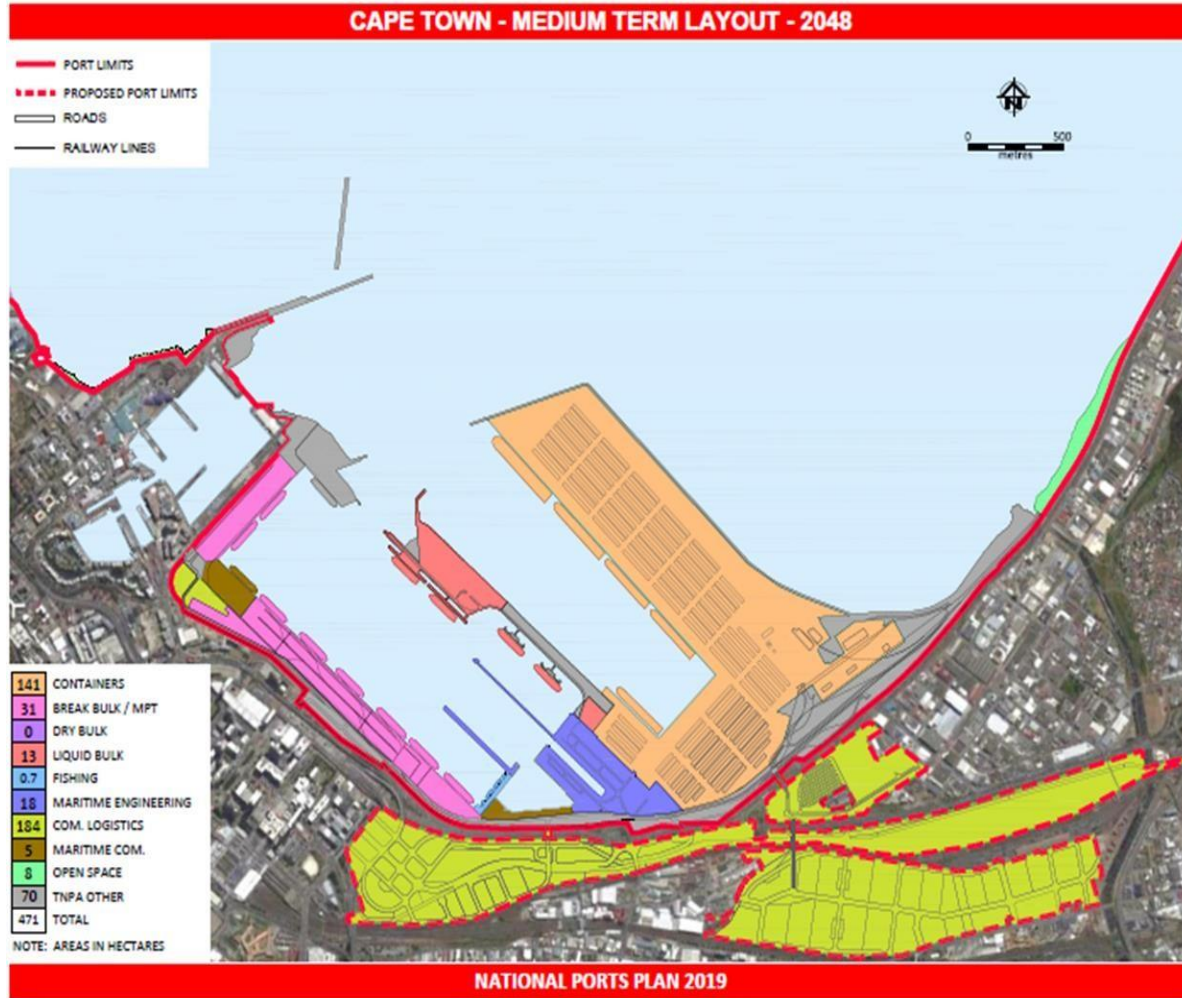 CAPE TOWN - MEDIUM TERM LAYOUT - 2048
PORT LIMITS
PROPOSED PORT LIMITS
ROADS
RAILWAY LINES
N
0 500
metres
141 CONTAINERS
31 BREAK BULK / MPT
0 DRY BULK
13 LIQUID BULK
0.7 FISHING
18 MARITIME ENGINEERING
184 COM. LOGISTICS
5 MARITIME COM.
8 OPEN SPACE
70 TNPA OTHER
471 TOTAL
NOTE: AREAS IN HECTARES
NATIONAL PORTS PLAN 2019